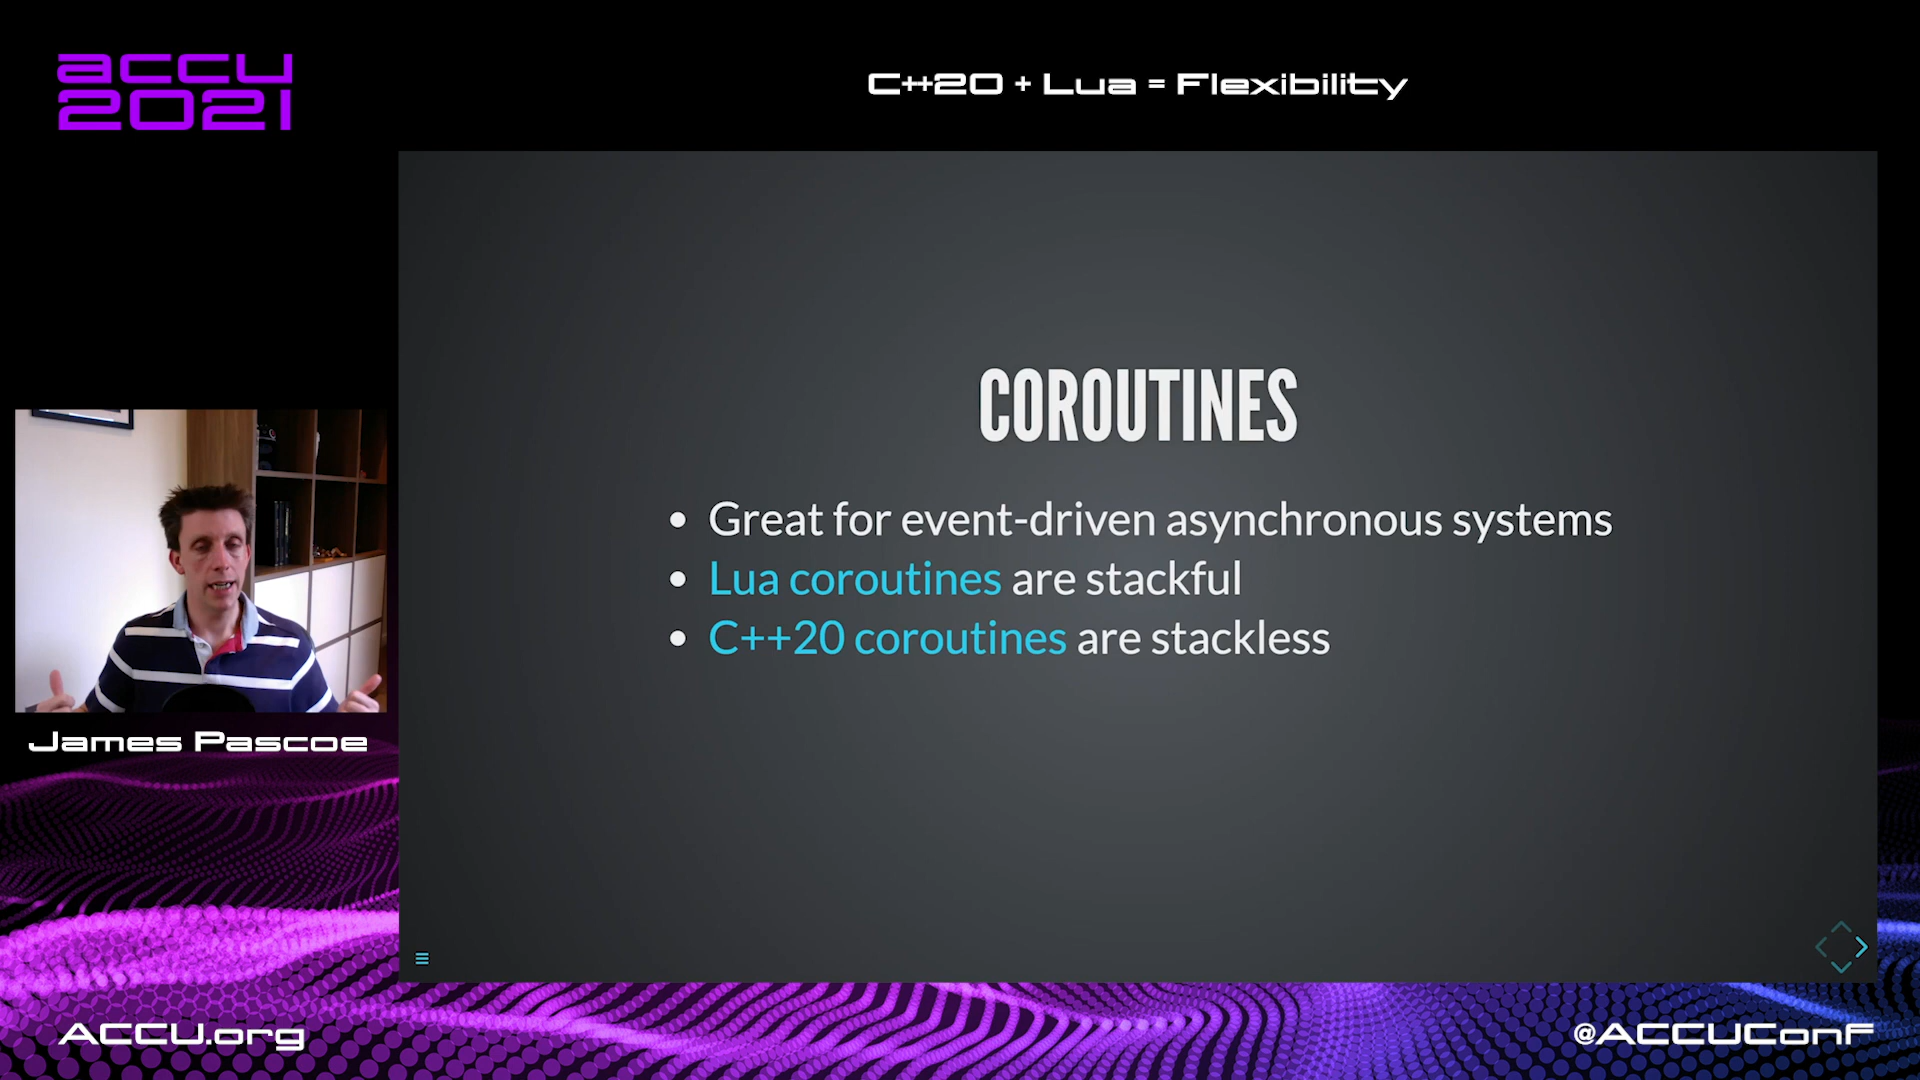 accu
2021
C++20 + Lua = Flexibility
COROUTINES
Great for event-driven asynchronous systems
Lua coroutines are stackful
C++20 coroutines are stackless
James Pascoe
ACCU.org
@ACCUConf